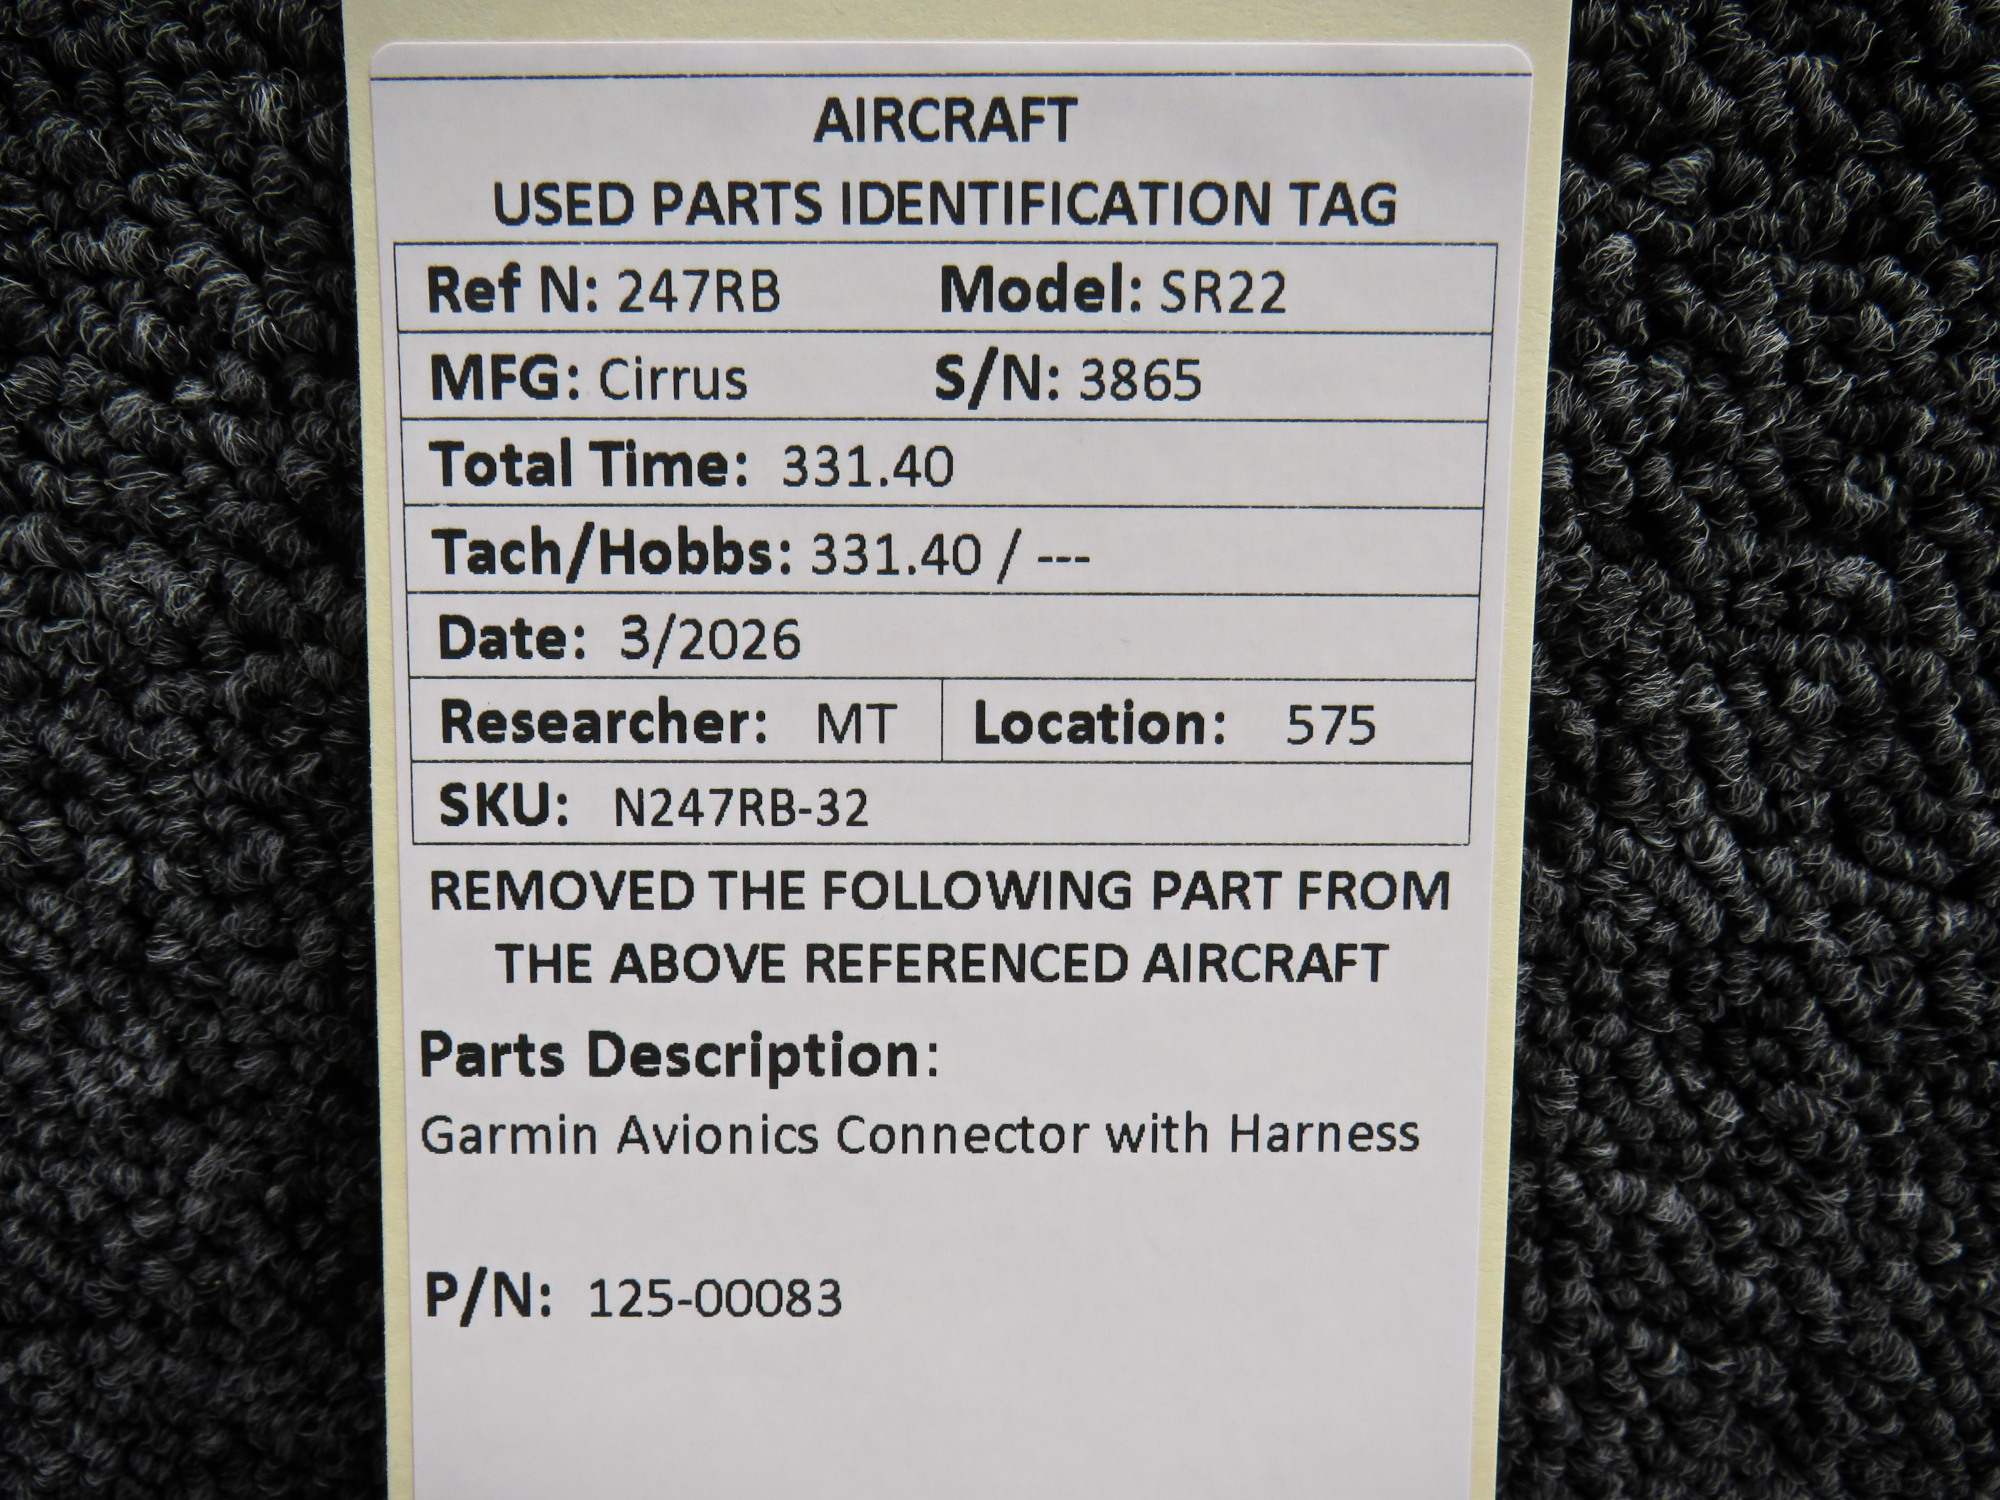 AIRCRAFT
USED PARTS IDENTIFICATION TAG
Ref N: 247RB Model: SR22
MFG: Cirrus S/N: 3865
Total Time: 331.40
Tach/Hobbs: 331.40 / ---
Date: 3/2026
Researcher: MT Location: 575
SKU: N247RB-32
REMOVED THE FOLLOWING PART FROM
THE ABOVE REFERENCED AIRCRAFT
Parts Description:
Garmin Avionics Connector with Harness
P/N: 125-00083